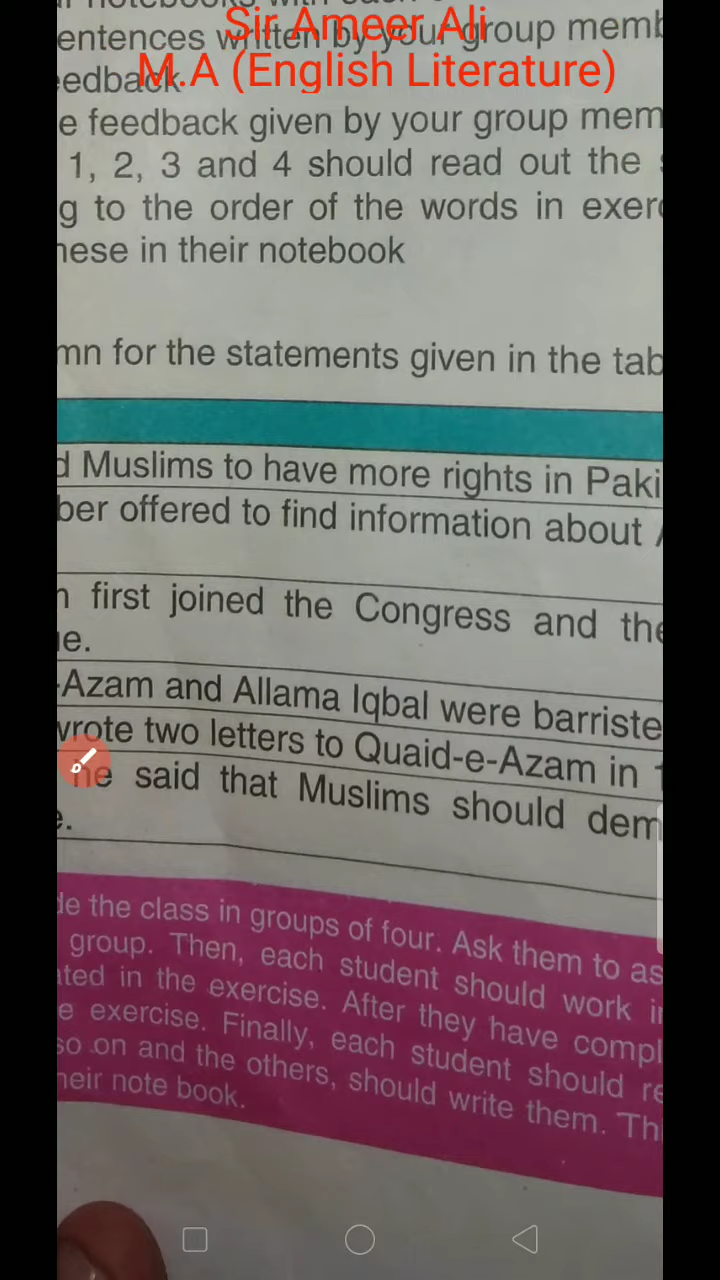 Sir Ameer Ali
M.A (English Literature)
entences written by your group memb
edback
e feedback given by your group mem
1, 2, 3 and 4 should read out the
g to the order of the words in exerc
hese in their notebook
mn for the statements given in the tab
d Muslims to have more rights in Paki
ber offered to find information about
n first joined the Congress and the
e.
-Azam and Allama Iqbal were barriste
wrote two letters to Quaid-e-Azam in
he said that Muslims should dem
e.
de the class in groups of four. Ask them to as
group. Then, each student should work in
ated in the exercise. After they have compl
e exercise. Finally, each student should re
so on and the others, should write them. Th
heir note book.